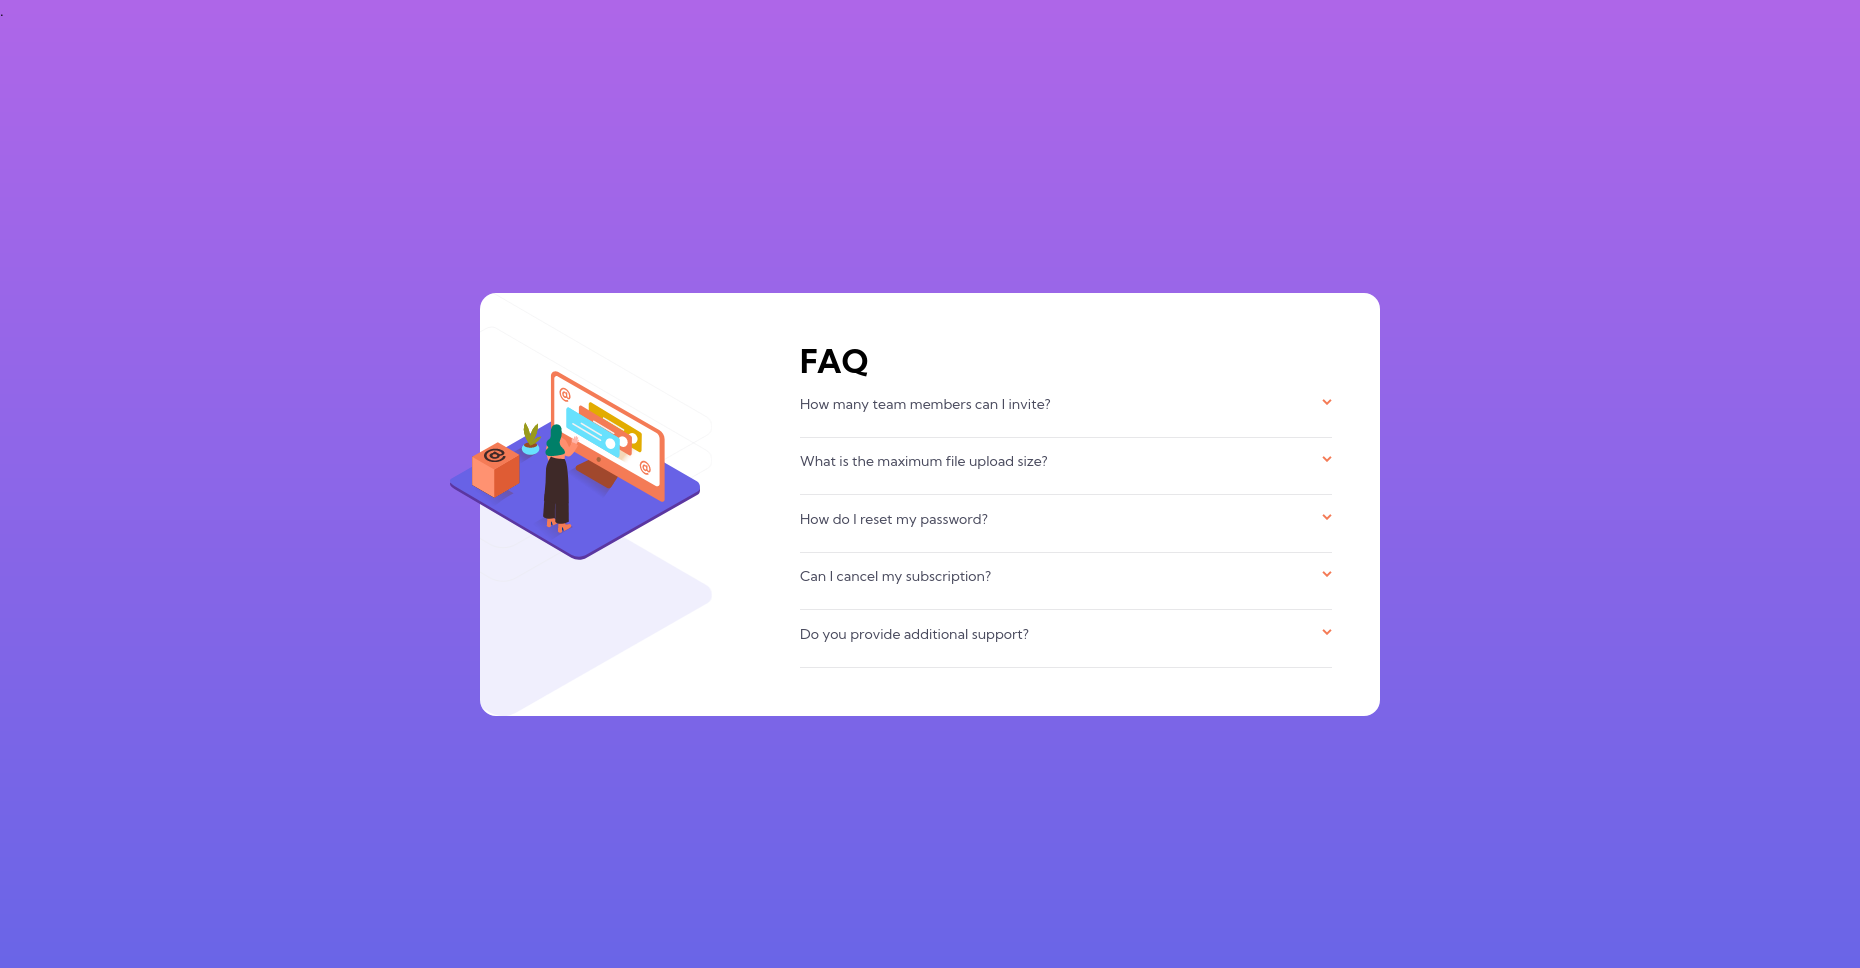 .
FAQ
How many team members can I invite?
What is the maximum file upload size?
How do I reset my password?
Can I cancel my subscription?
Do you provide additional support?
@
@
@